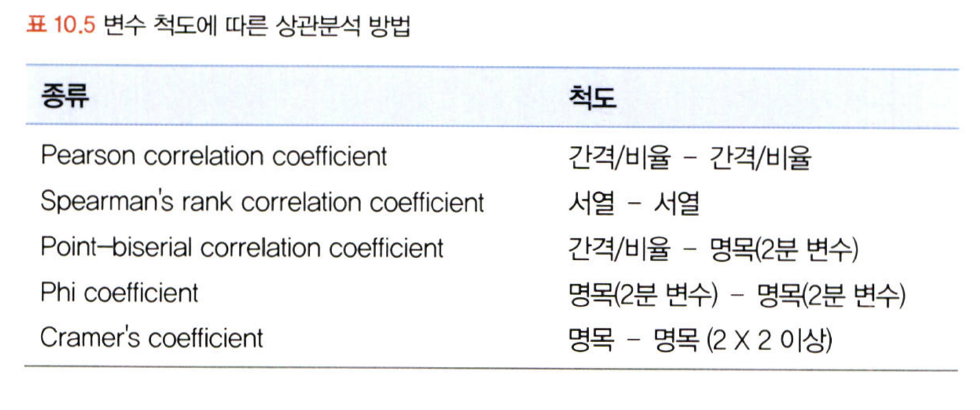 표 10.5 변수 척도에 따른 상관분석 방법
종류 척도
Pearson correlation coefficient 간격/비율 - 간격/비율
Spearman's rank correlation coefficient 서열 - 서열
Point-biserial correlation coefficient 간격/비율 - 명목(2분 변수)
Phi coefficient 명목(2분 변수) - 명목(2분 변수)
Cramer's coefficient 명목 - 명목 (2 X 2 이상)